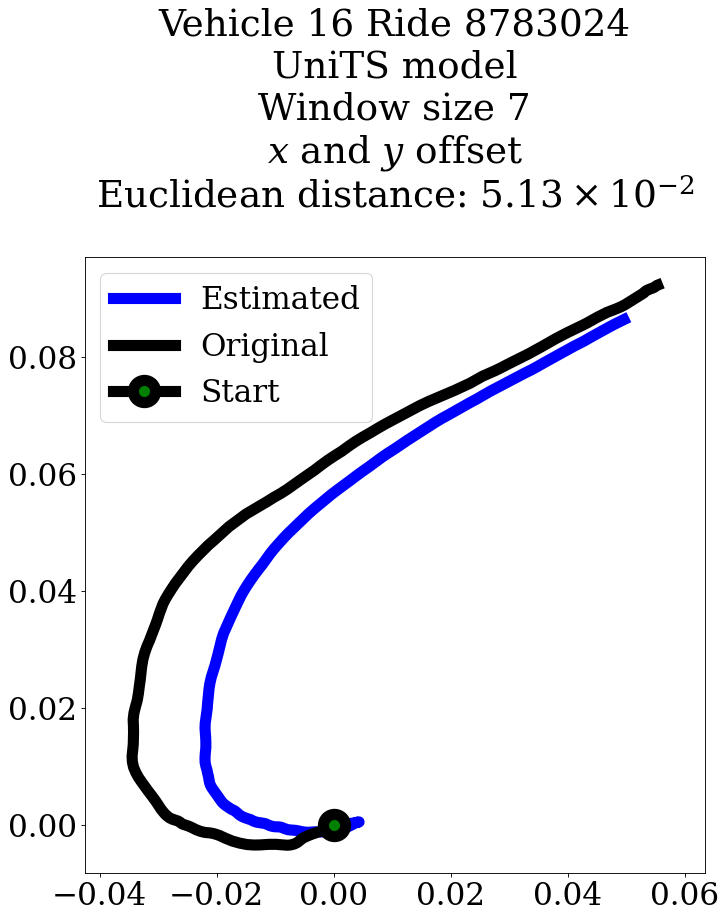 Vehicle 16 Ride 8783024
UniTS model
Window size 7
x and y offset
Euclidean distance: 5.13 × 10⁻²
Estimated
Original
Start
0.08
0.06
0.04
0.02
0.00
−0.04 −0.02 0.00 0.02 0.04 0.06